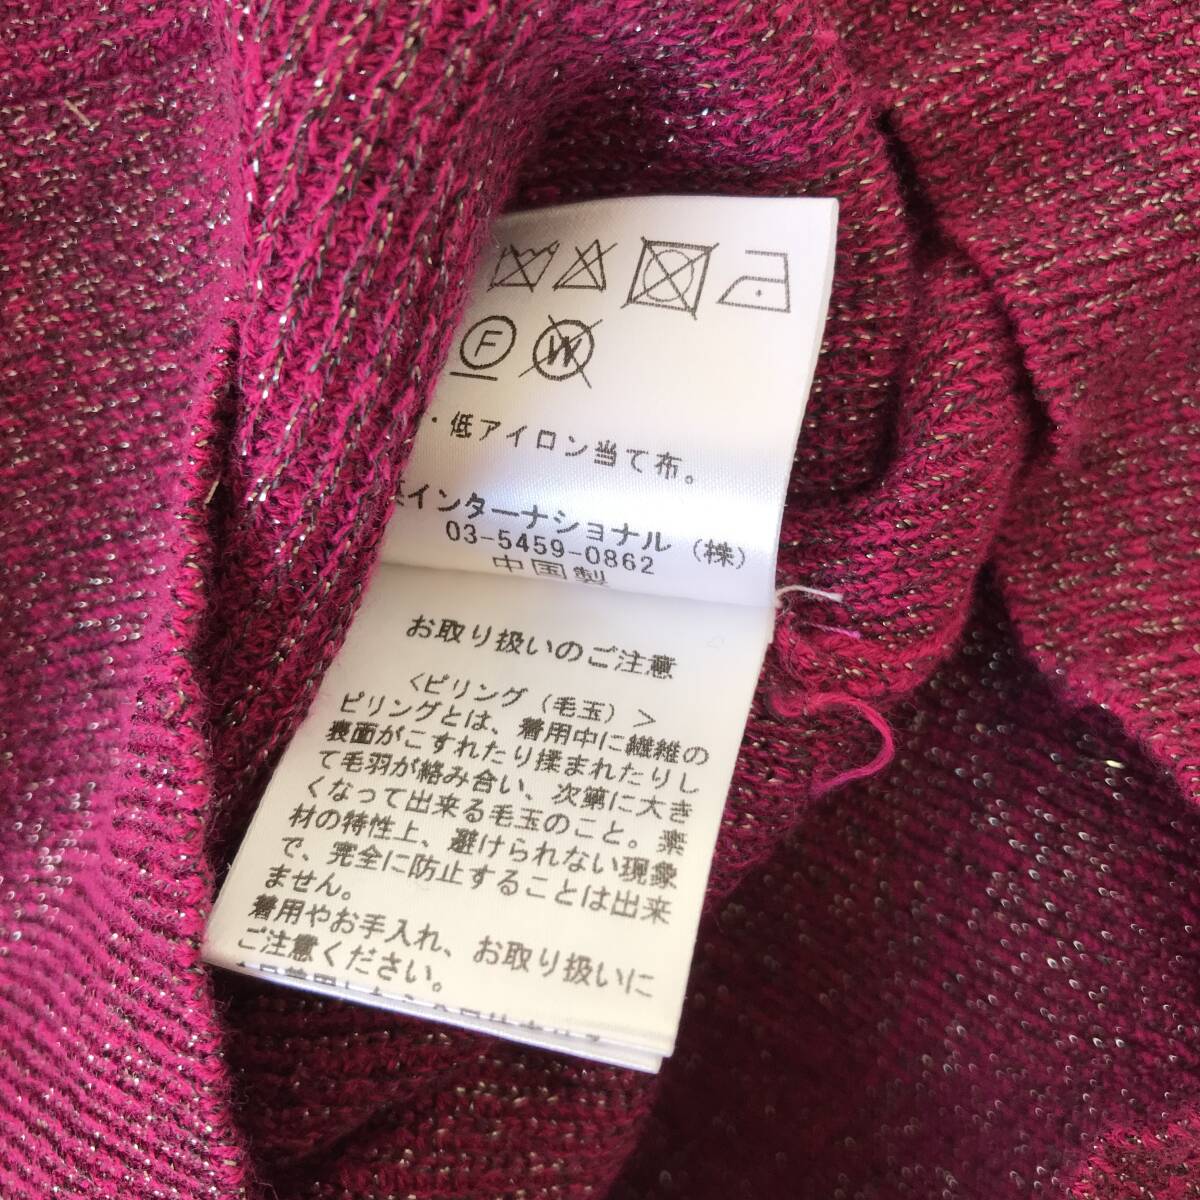 F
W
・低アイロン当て布。
インターナショナル(株)
03-5459-0862
中国製
お取り扱いのご注意
<ピリング(毛玉)>
ピリングとは、着用中に繊維の
表面がこすれたり揉まれたりし
て毛羽が絡み合い、次第に大き
くなって出来る毛玉のこと。素
材の特性上、避けられない現象
で、完全に防止することは出来
ません。
着用やお手入れ、お取り扱いに
ご注意ください。